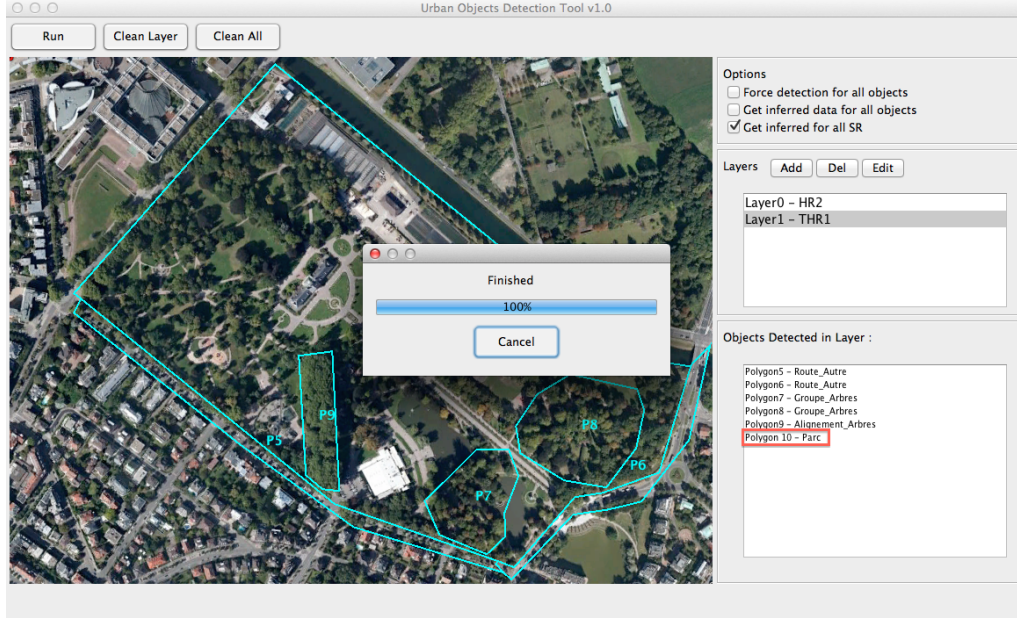 Urban Objects Detection Tool v1.0
Run Clean Layer Clean All
Options
Force detection for all objects
Get inferred data for all objects
Get inferred for all SR
Layers Add Del Edit
Layer0 - HR2
Layer1 - THR1
Finished
100%
Cancel
Objects Detected in Layer :
Polygon5 - Route_Autre
Polygon6 - Route_Autre
Polygon7 - Groupe_Arbres
Polygon8 - Groupe_Arbres
Polygon9 - Alignement_Arbres
Polygon 10 - Parc
P9
P8
P5
P6
P7